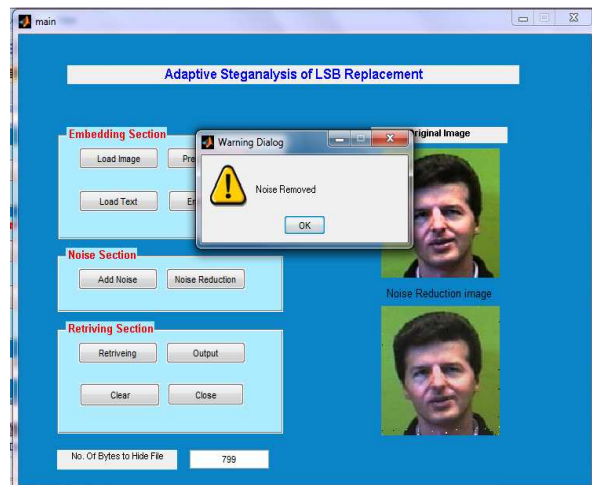 main
Adaptive Steganalysis of LSB Replacement
Embedding Section
Warning Dialog
Original Image
Load Image
Noise Removed
Load Text
OK
Noise Section
Add Noise
Noise Reduction
Noise Reduction image
Retriving Section
Retriveing
Output
Clear
Close
No. Of Bytes to Hide File
799